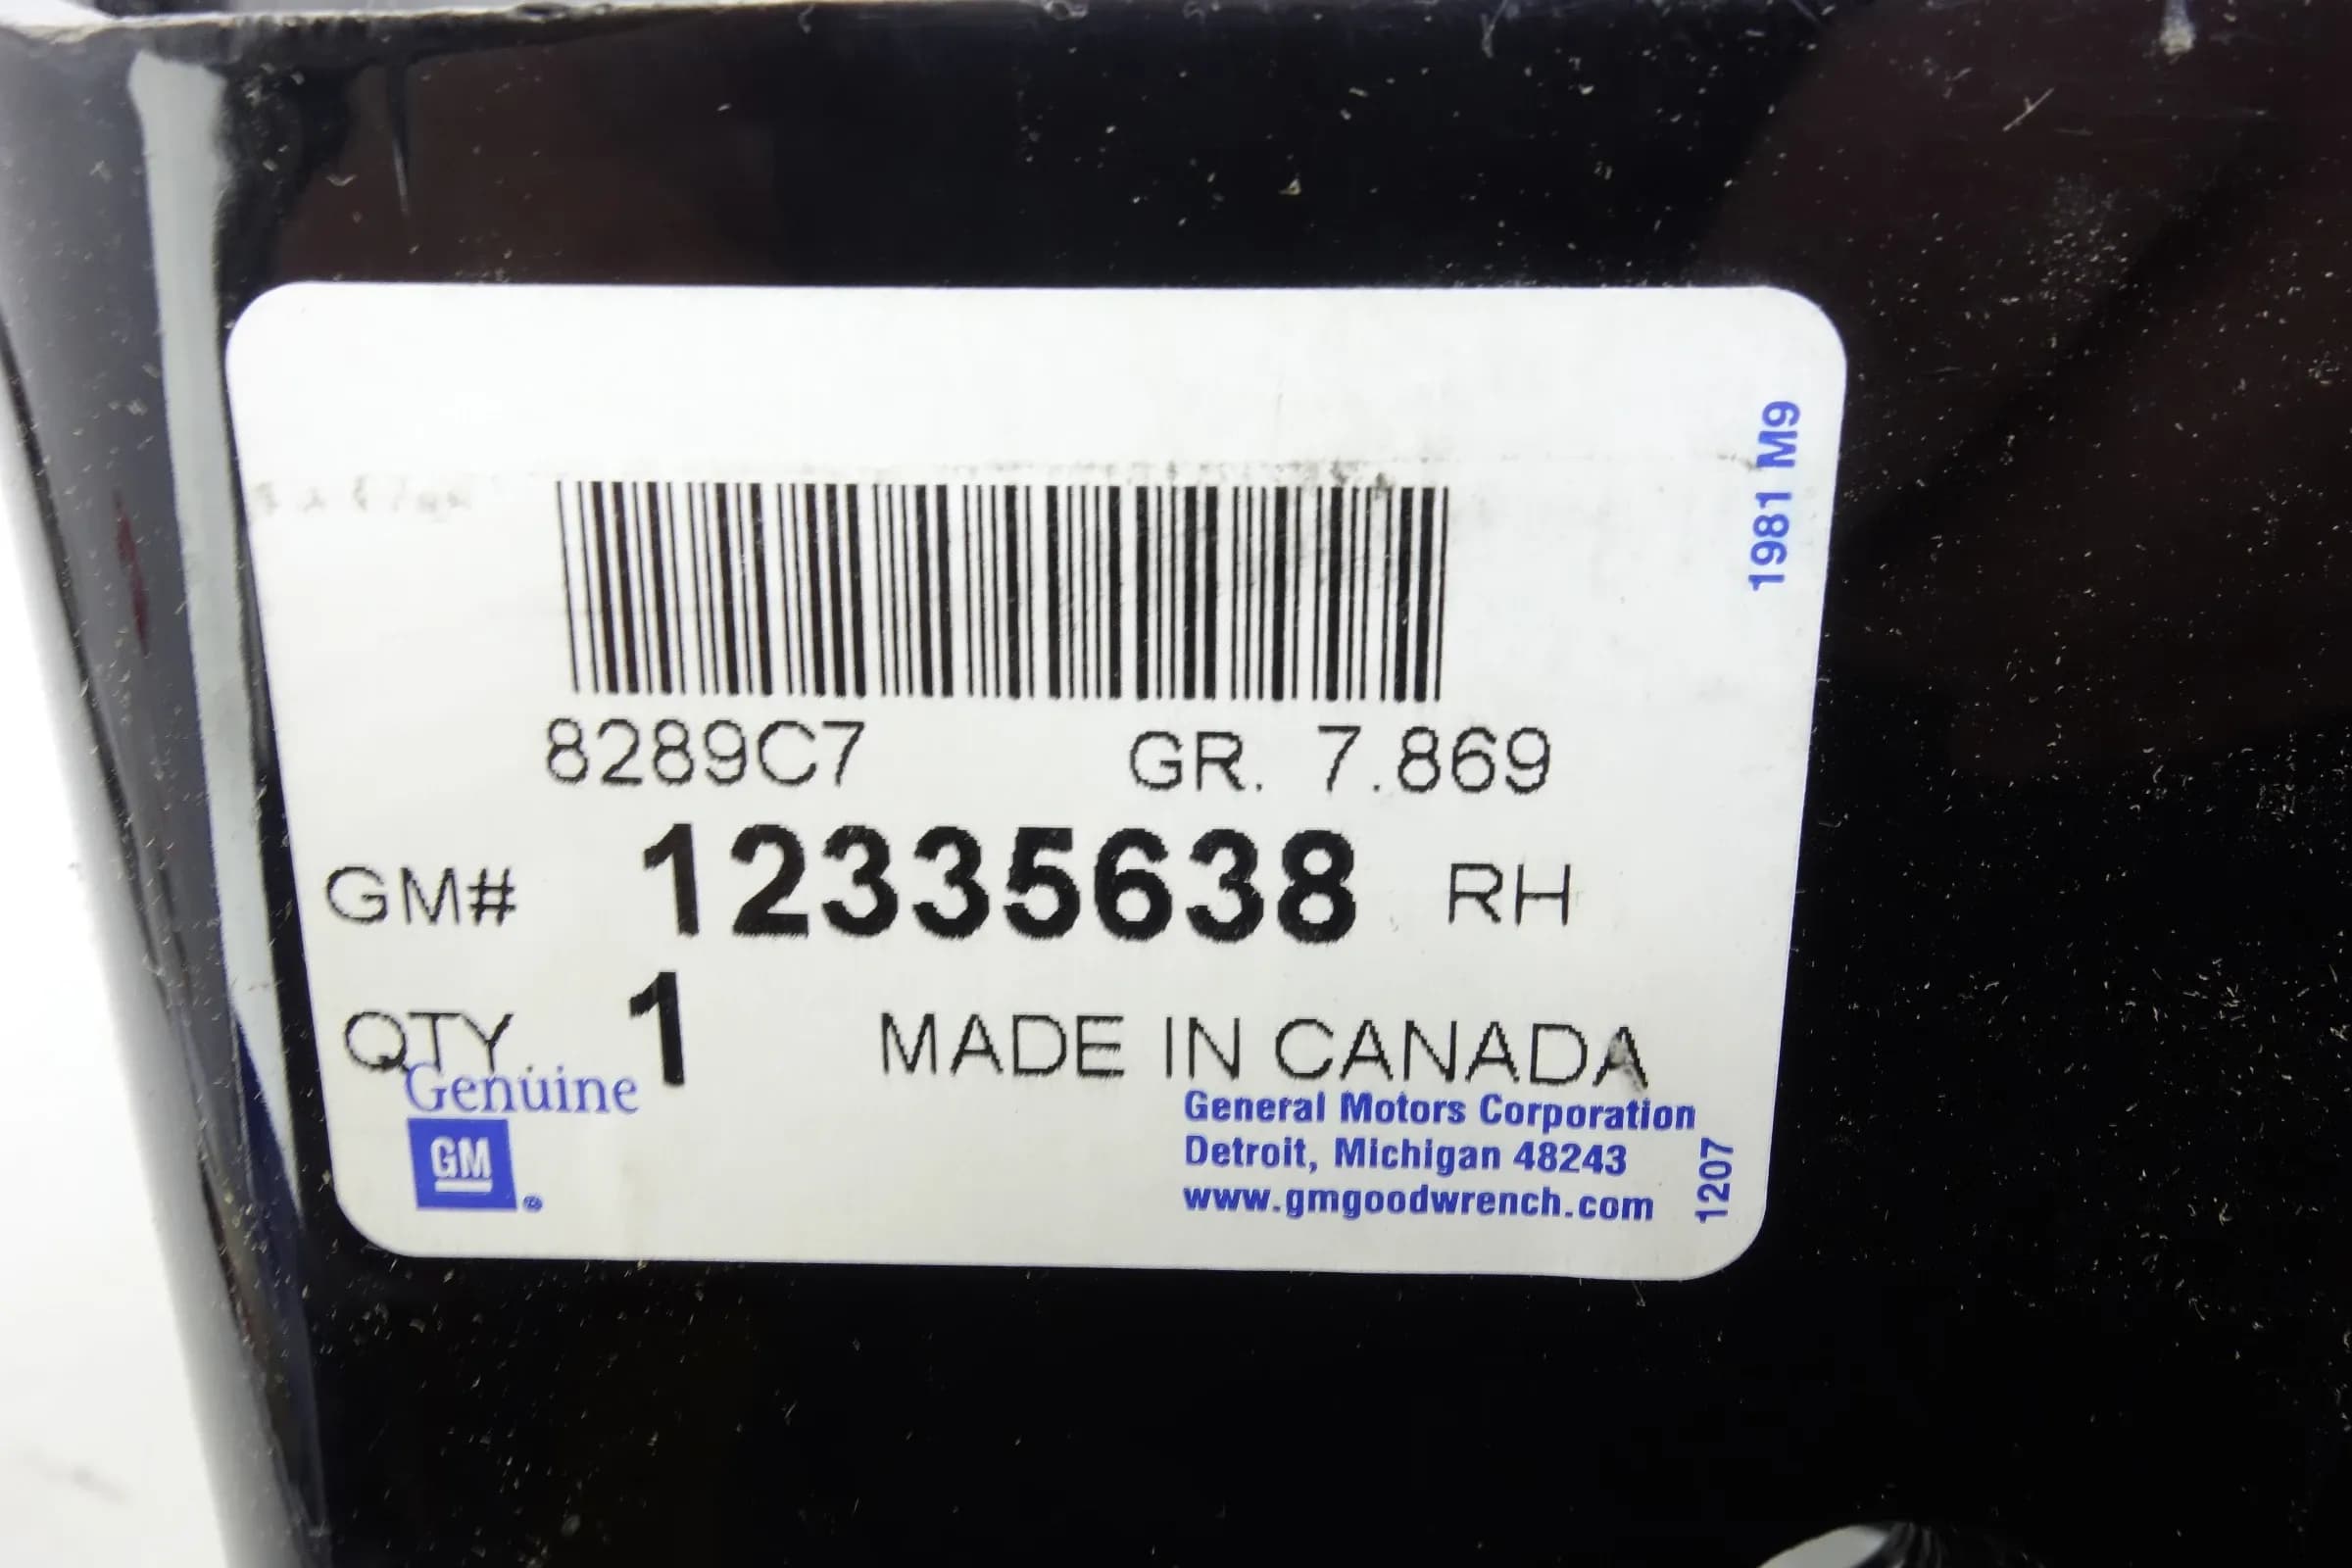 1981 M9
8289C7 GR. 7.869
GM# 12335638 RH
QTY. 1 MADE IN CANADA
Genuine
GM
®
General Motors Corporation
Detroit, Michigan 48243
www.gmgoodwrench.com
1207